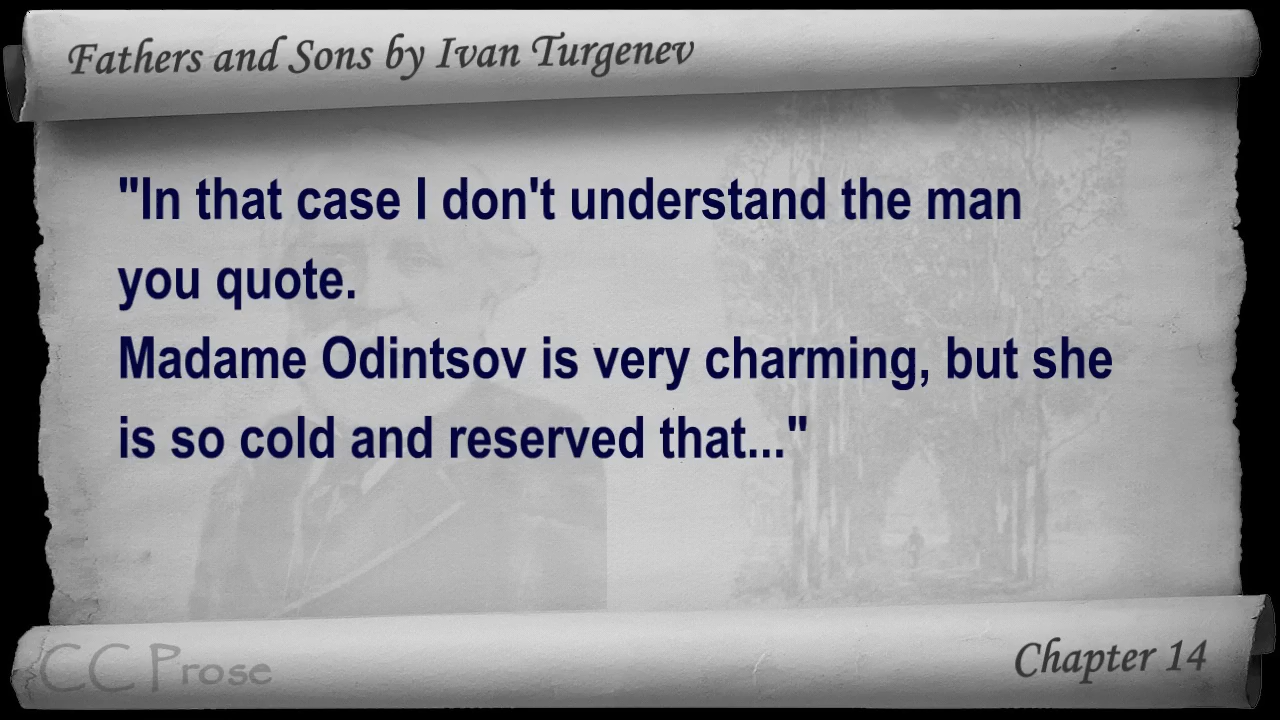 Fathers and Sons by Ivan Turgenev
"In that case I don't understand the man
you quote.
Madame Odintsov is very charming, but she
is so cold and reserved that..."
CC Prose
Chapter 14